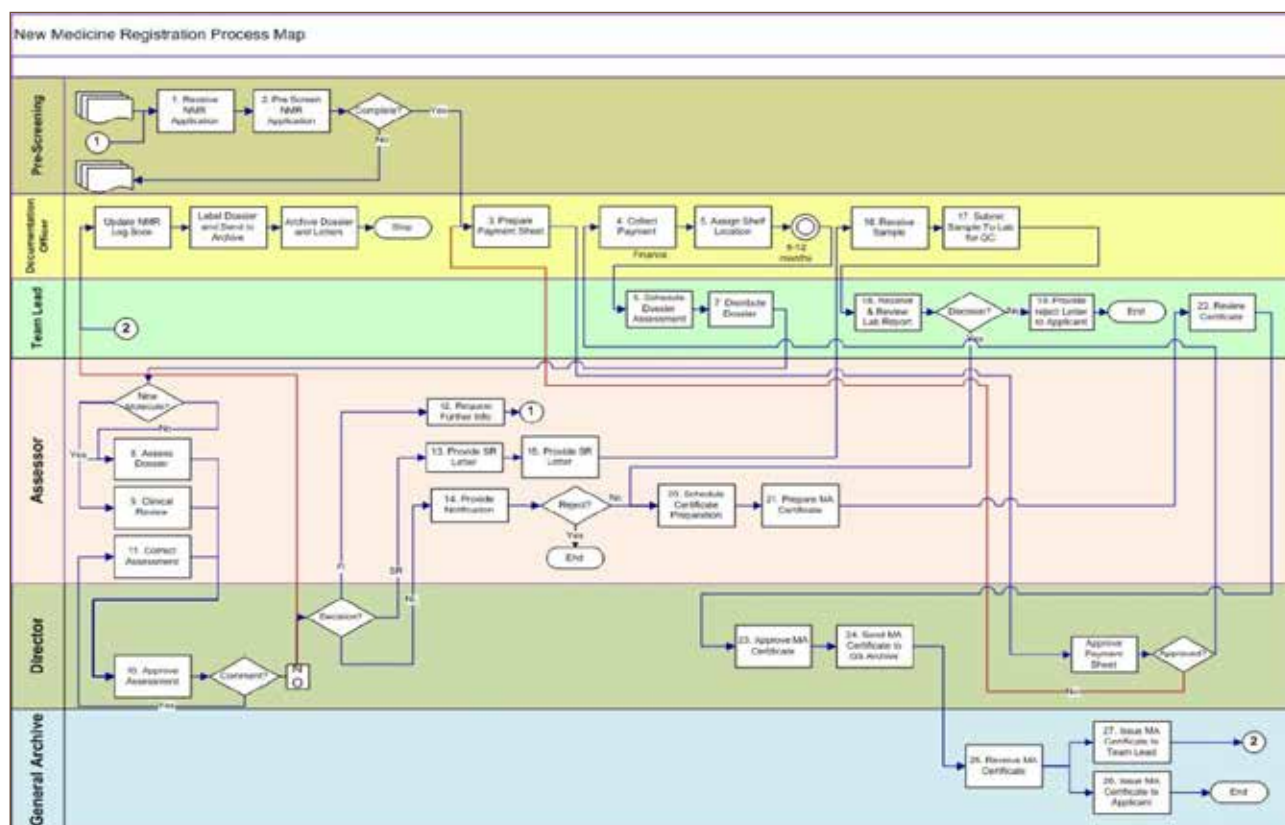 New Medicine Registration Process Map
Pre-Screening
1. Receive
NMR
Application
2. Pre Screen
NMR
Application
Complete?
Yes
No
1
Documentation
Officer
Update NMR
Log Book
Label Dossier
and Send to
Archive
Archive Dossier
and Letters
Stop
3. Prepare
Payment Sheet
4. Collect
Payment
Finance
5. Assign Shelf
Location
months
16. Receive
Sample
17. Submit
Sample To Lab
for QC
Team Lead
2
6. Schedule
Dossier
Assessment
7. Distribute
Dossier
18. Receive
& Review
Lab Report
Decision?
No
Yes
19. Provide
reject Letter
to Applicant
End
22. Review
Certificate
Assessor
New
Molecule?
No
Yes
8. Assess
Dossier
9. Clinical
Review
11. Correct
Assessment
12. Request
Further Info
1
13. Provide SR
Letter
15. Provide SR
Letter
14. Provide
Notification
Reject?
No
Yes
End
20. Schedule
Certificate
Preparation
21. Prepare MA
Certificate
FI
SR
Director
10. Approve
Assessment
Comment?
Yes
N
O
Decision?
23. Approve MA
Certificate
24. Send MA
Certificate to
Archive
Approve
Payment
Sheet
Approved?
No
General Archive
25. Receive MA
Certificate
27. Issue MA
Certificate to
Team Lead
2
26. Issue MA
Certificate to
Applicant
End